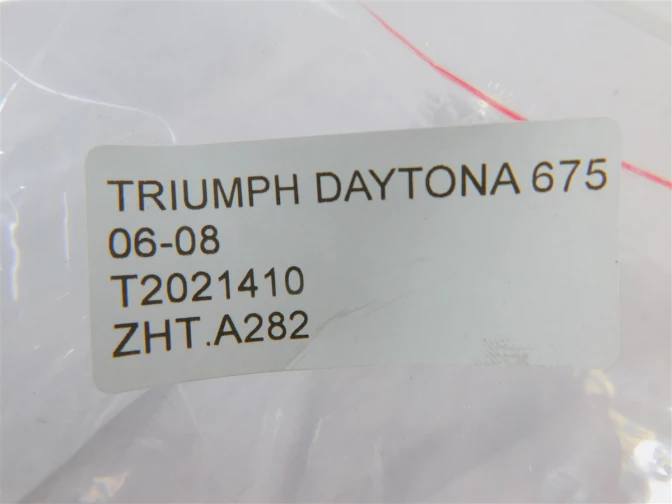 TRIUMPH DAYTONA 675
06-08
T2021410
ZHT.A282